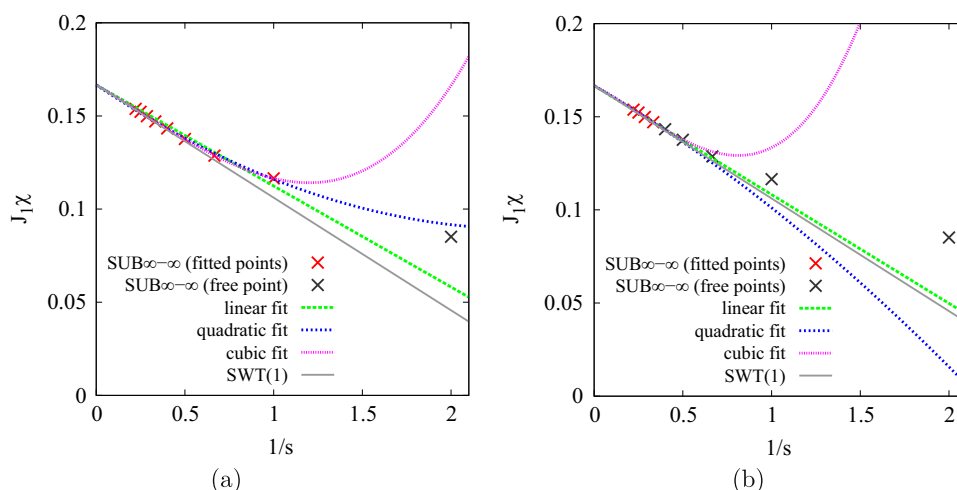 0.2
0.15
0.1
0.05
0
J₁χ
SUB∞−∞ (fitted points)
SUB∞−∞ (free point)
linear fit
quadratic fit
cubic fit
SWT(1)
0 0.5 1 1.5 2
1/s
(a)
0.2
0.15
0.1
0.05
0
J₁χ
SUB∞−∞ (fitted points)
SUB∞−∞ (free points)
linear fit
quadratic fit
cubic fit
SWT(1)
0 0.5 1 1.5 2
1/s
(b)